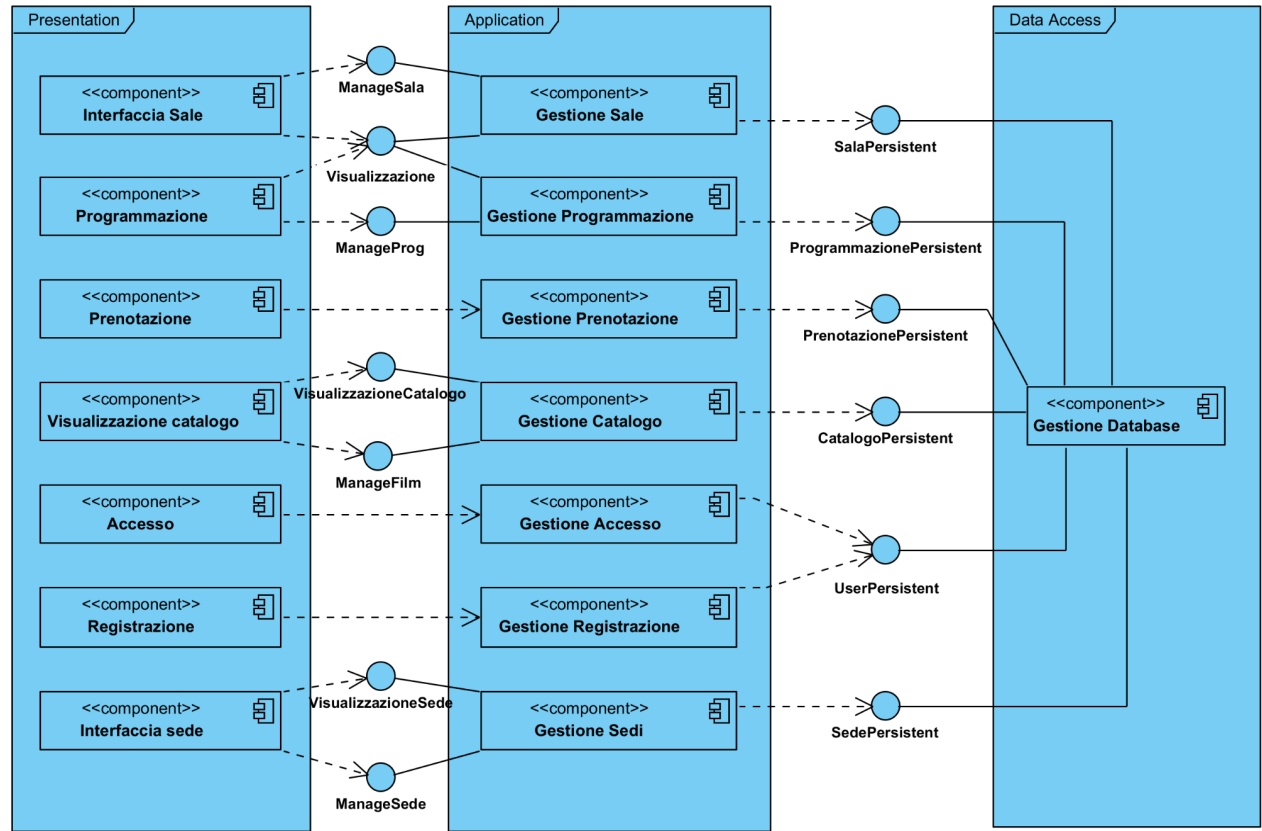 Presentation
Application
Data Access
<<component>>
Interfaccia Sale
ManageSala
<<component>>
Gestione Sale
SalaPersistent
Visualizzazione
<<component>>
Programmazione
<<component>>
Gestione Programmazione
ManageProg
ProgrammazionePersistent
<<component>>
Prenotazione
<<component>>
Gestione Prenotazione
PrenotazionePersistent
<<component>>
Visualizzazione catalogo
VisualizzazioneCatalogo
<<component>>
Gestione Catalogo
CatalogoPersistent
<<component>>
Gestione Database
ManageFilm
<<component>>
Accesso
<<component>>
Gestione Accesso
UserPersistent
<<component>>
Registrazione
<<component>>
Gestione Registrazione
<<component>>
Interfaccia sede
VisualizzazioneSede
<<component>>
Gestione Sedi
SedePersistent
ManageSede